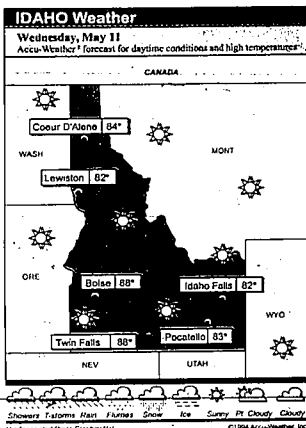 IDAHO Weather
Wednesday, May 11
Accu-Weather® forecast for daytime conditions and high temperatures
CANADA
Coeur D'Alene 84°
WASH
MONT
Lewiston 82°
ORE
Boise 88°
Idaho Falls 82°
WYO
Twin Falls 88°
Pocatello 83°
NEV
UTAH
Showers T-storms Rain Flurries Snow Ice Sunny Pt. Cloudy Cloudy
©1994 Accu-Weather, Inc.